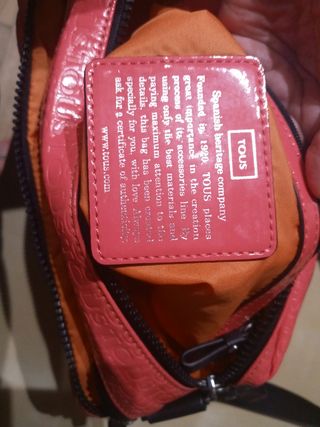 TOUS
Spanish heritage company
Founded in 1920, TOUS places
great importance in the creation
process of its accessories line. By
using only the best materials and
paying maximum attention to the
details, this bag has been created
specially for you, with love. Always
ask for a certificate of authenticity.
www.tous.com